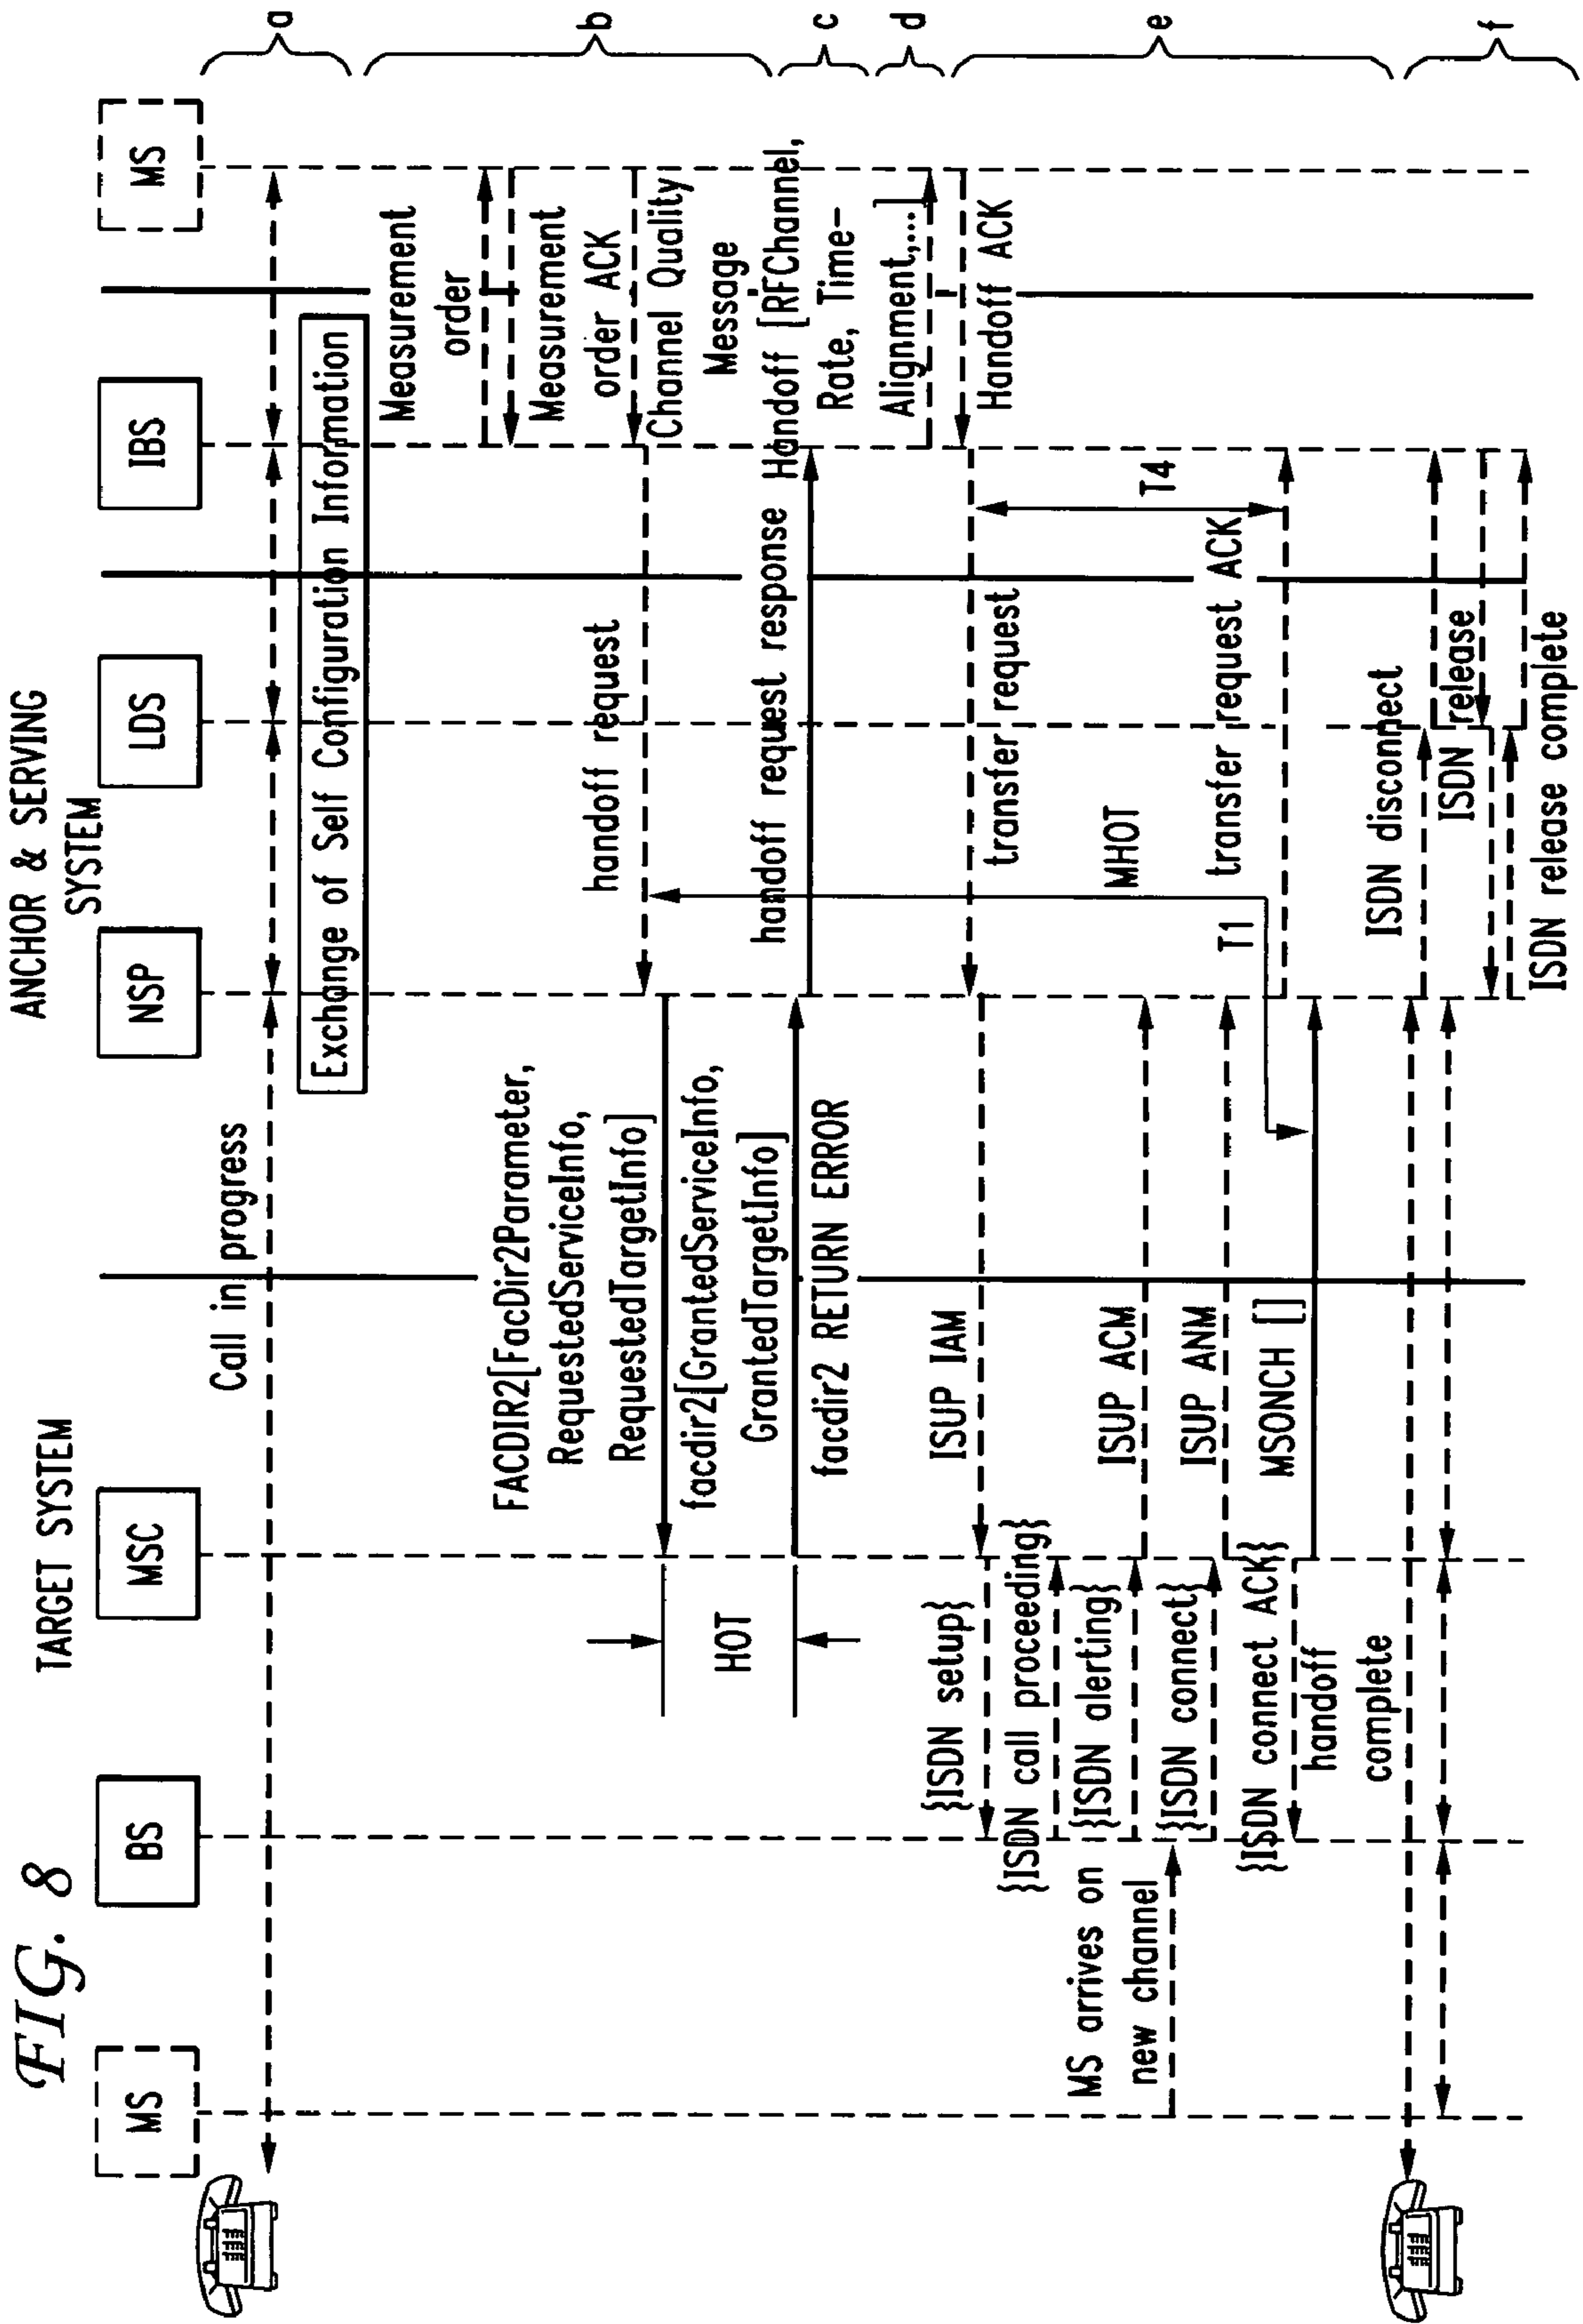 FIG. 8
TARGET SYSTEM
ANCHOR & SERVING
SYSTEM
MS
BS
MSC
NSP
LDS
IBS
MS
a
Call in progress
Exchange of Self Configuration Information
b
Measurement
order
Measurement
order ACK
Channel Quality
Message
handoff request
FACDIR2[FacDir2Parameter,
RequestedServiceInfo,
RequestedTargetInfo]
HOT
facdir2[GrantedServiceInfo,
GrantedTargetInfo]
facdir2 RETURN ERROR
c
handoff request response
d
Handoff [RFChannel,
Rate, Time-
Alignment,...]
e
Handoff ACK
transfer request
ISUP IAM
{ISDN setup}
{ISDN call proceeding}
{ISDN alerting}
ISUP ACM
MS arrives on
new channel
{ISDN connect}
ISUP ANM
{ISDN connect ACK}
MSONCH []
MHOT
T1
T4
transfer request ACK
handoff
complete
f
ISDN disconnect
ISDN release
ISDN release complete